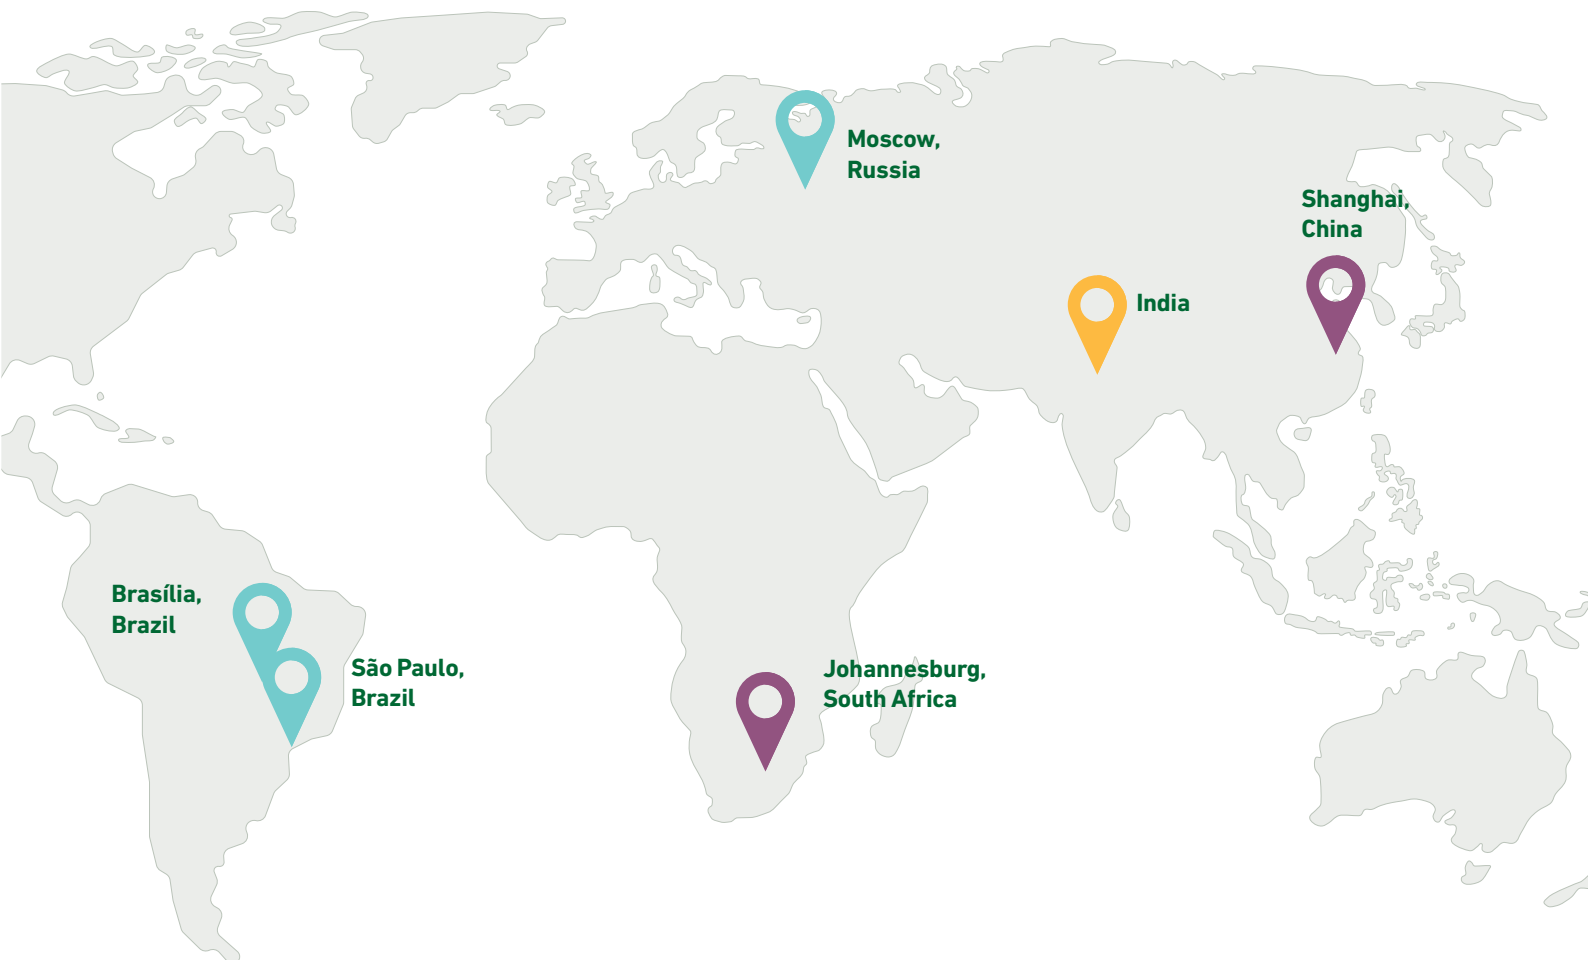 Moscow,
Russia
Shanghai,
China
India
Brasília,
Brazil
São Paulo,
Brazil
Johannesburg,
South Africa